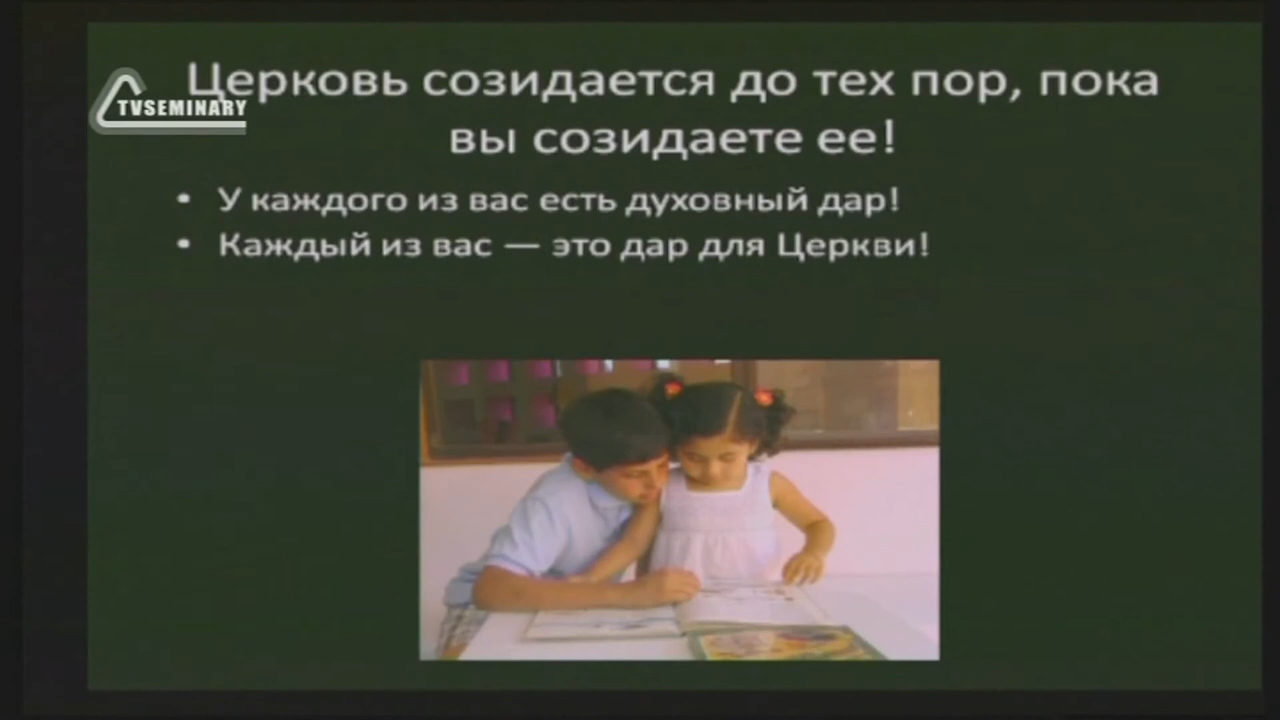 Церковь созидается до тех пор, пока
вы созидаете ее!
TVSEMINARY
• У каждого из вас есть духовный дар!
• Каждый из вас — это дар для Церкви!